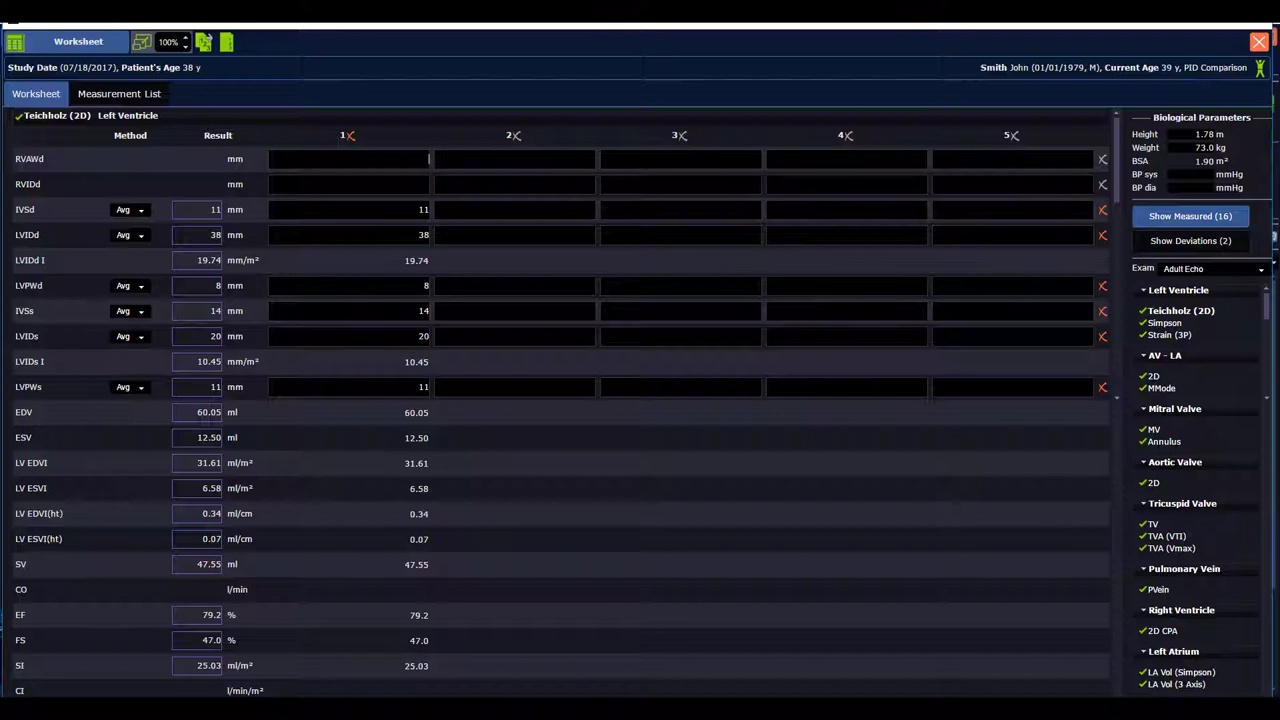 Worksheet 100%
Study Date (07/18/2017), Patient's Age 38 y Smith John (01/01/1979, M), Current Age 39 y, PID Comparison
Worksheet Measurement List
Teichholz (2D) Left Ventricle
Method Result 1 2 3 4 5
RVAWd mm
RVIDd mm
IVSd Avg 11 mm 11
LVIDd Avg 38 mm 38
LVIDd I 19.74 mm/m² 19.74
LVPWd Avg 8 mm 8
IVSs Avg 14 mm 14
LVIDs Avg 20 mm 20
LVIDs I 10.45 mm/m² 10.45
LVPWs Avg 11 mm 11
EDV 60.05 ml 60.05
ESV 12.50 ml 12.50
LV EDVI 31.61 ml/m² 31.61
LV ESVI 6.58 ml/m² 6.58
LV EDVI(ht) 0.34 ml/cm 0.34
LV ESVI(ht) 0.07 ml/cm 0.07
SV 47.55 ml 47.55
CO l/min
EF 79.2 % 79.2
FS 47.0 % 47.0
SI 25.03 ml/m² 25.03
CI l/min/m²
Biological Parameters
Height 1.78 m
Weight 73.0 kg
BSA 1.90 m²
BP sys mmHg
BP dia mmHg
Show Measured (16)
Show Deviations (2)
Exam Adult Echo
Left Ventricle
Teichholz (2D)
Simpson
Strain (3P)
AV - LA
2D
MMode
Mitral Valve
MV
Annulus
Aortic Valve
2D
Tricuspid Valve
TV
TVA (VTI)
TVA (Vmax)
Pulmonary Vein
PVein
Right Ventricle
2D CPA
Left Atrium
LA Vol (Simpson)
LA Vol (3 Axis)